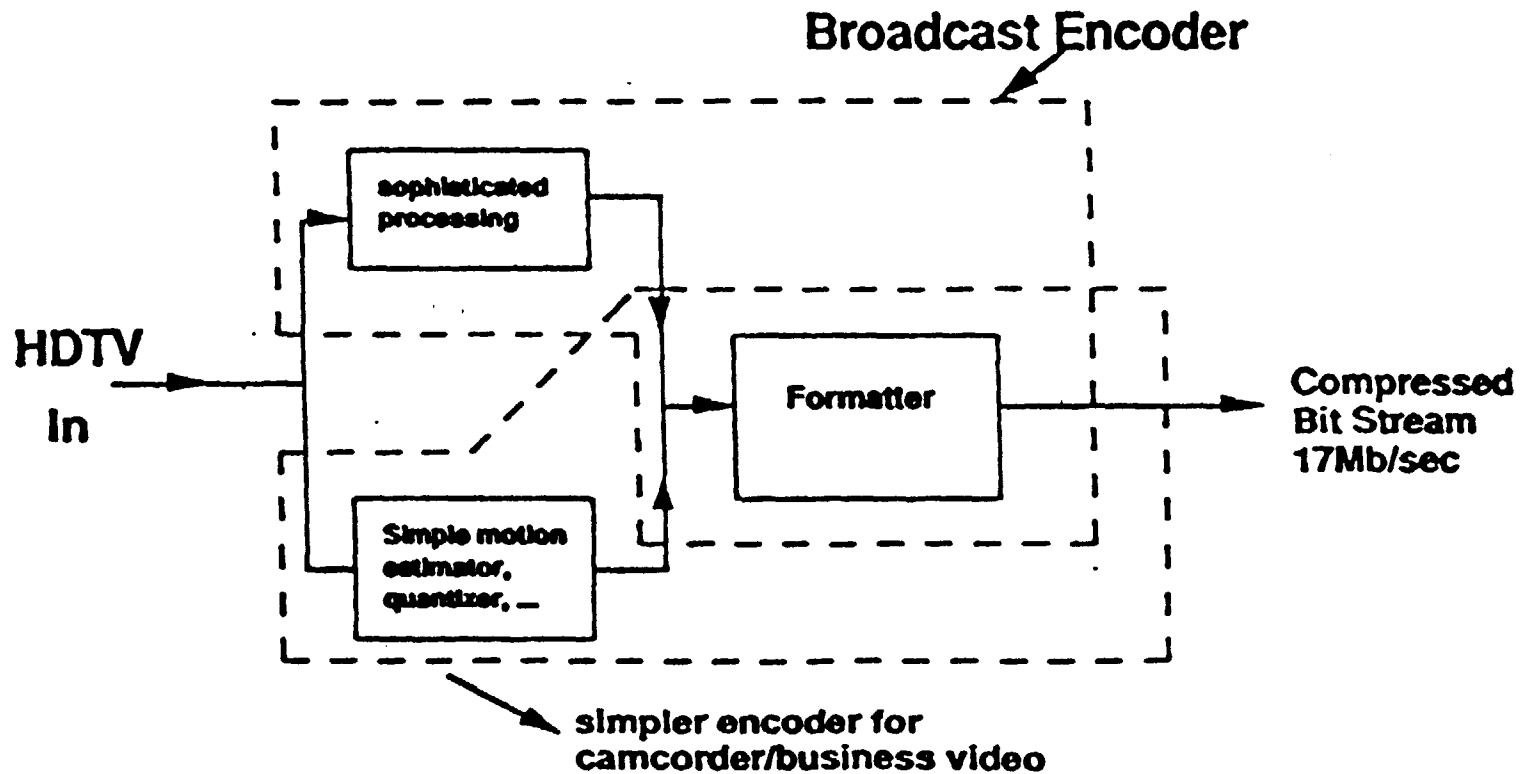 Broadcast Encoder
sophisticated
processing
HDTV
In
Formatter
Compressed
Bit Stream
17Mb/sec
Simple motion
estimator,
quantizer, ...
simpler encoder for
camcorder/business video